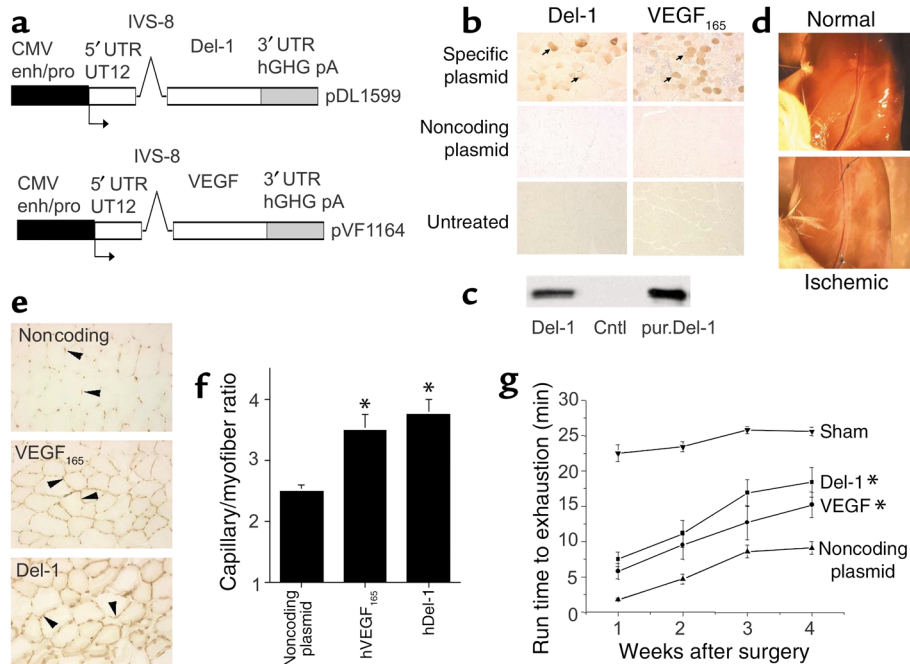 a
IVS-8
CMV enh/pro
5′ UTR UT12
Del-1
3′ UTR hGHG pA
pDL1599
IVS-8
CMV enh/pro
5′ UTR UT12
VEGF
3′ UTR hGHG pA
pVF1164
b
Del-1
VEGF165
Specific plasmid
Noncoding plasmid
Untreated
c
Del-1 Cntl pur.Del-1
d
Normal
Ischemic
e
Noncoding
VEGF165
Del-1
f
Capillary/myofiber ratio
4
3
2
1
*
*
Noncoding plasmid
hVEGF165
hDel-1
g
Run time to exhaustion (min)
30
25
20
15
10
5
0
Sham
Del-1 *
VEGF *
Noncoding plasmid
1 2 3 4
Weeks after surgery